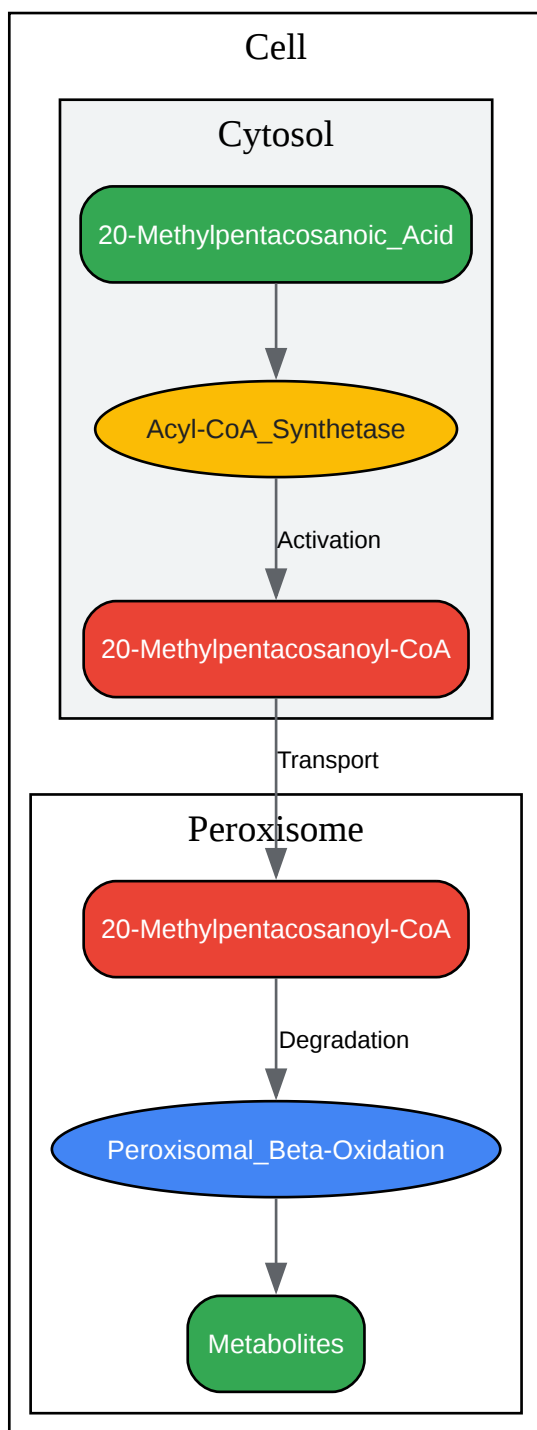 Cell
Cytosol
20-Methylpentacosanoic_Acid
Acyl-CoA_Synthetase
Activation
20-Methylpentacosanoyl-CoA
Transport
Peroxisome
20-Methylpentacosanoyl-CoA
Degradation
Peroxisomal_Beta-Oxidation
Metabolites